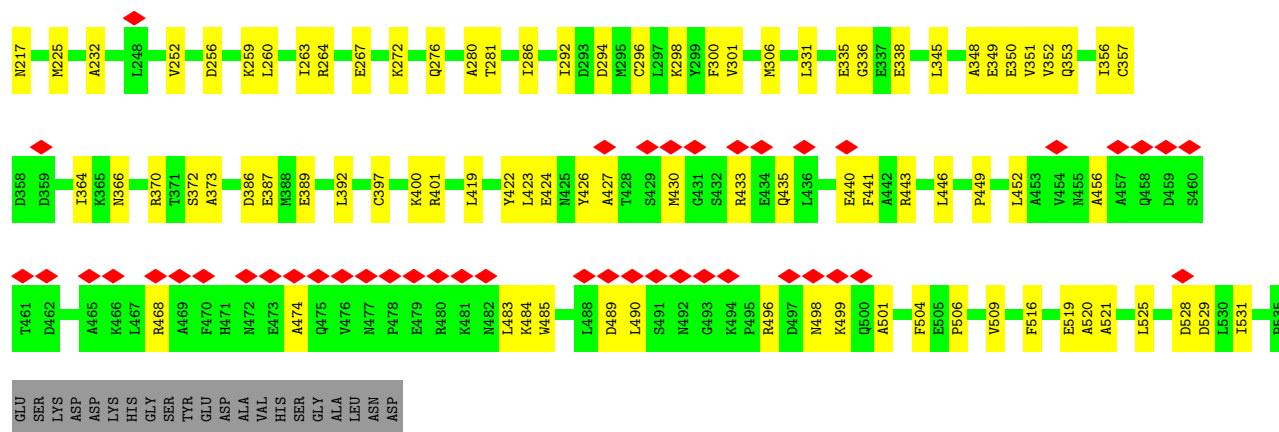 N217 M225 A232 L248 V252 D256 K259 L260 I263 R264 E267 K272 Q276 A280 T281 I286 I292 D293 D294 M295 C296 L297 K298 Y299 F300 V301 M306 L331 E335 G336 E337 E338 L345 A348 E349 E350 V351 V352 Q353 I356 C357
D358 D359 I364 K365 N366 R370 T371 S372 A373 D386 E387 M388 E389 L392 C397 K400 R401 L419 Y422 L423 E424 N425 Y426 A427 T428 S429 M430 G431 S432 R433 E434 Q435 L436 E440 F441 A442 R443 L446 P449 L452 A453 V454 N455 A456 A457 Q458 D459 S460
T461 D462 A465 K466 L467 R468 A469 F470 H471 N472 E473 A474 Q475 V476 N477 P478 E479 R480 K481 N482 L483 K484 W485 L488 D489 L490 S491 N492 G493 K494 P495 R496 D497 N498 K499 Q500 A501 F504 E505 P506 V509 F516 E519 A520 A521 L525 D528 D529 L530 I531
GLU SER LYS ASP ASP LYS HIS GLY SER TYR GLU ASP ALA VAL HIS SER GLY ALA LEU ASN ASP